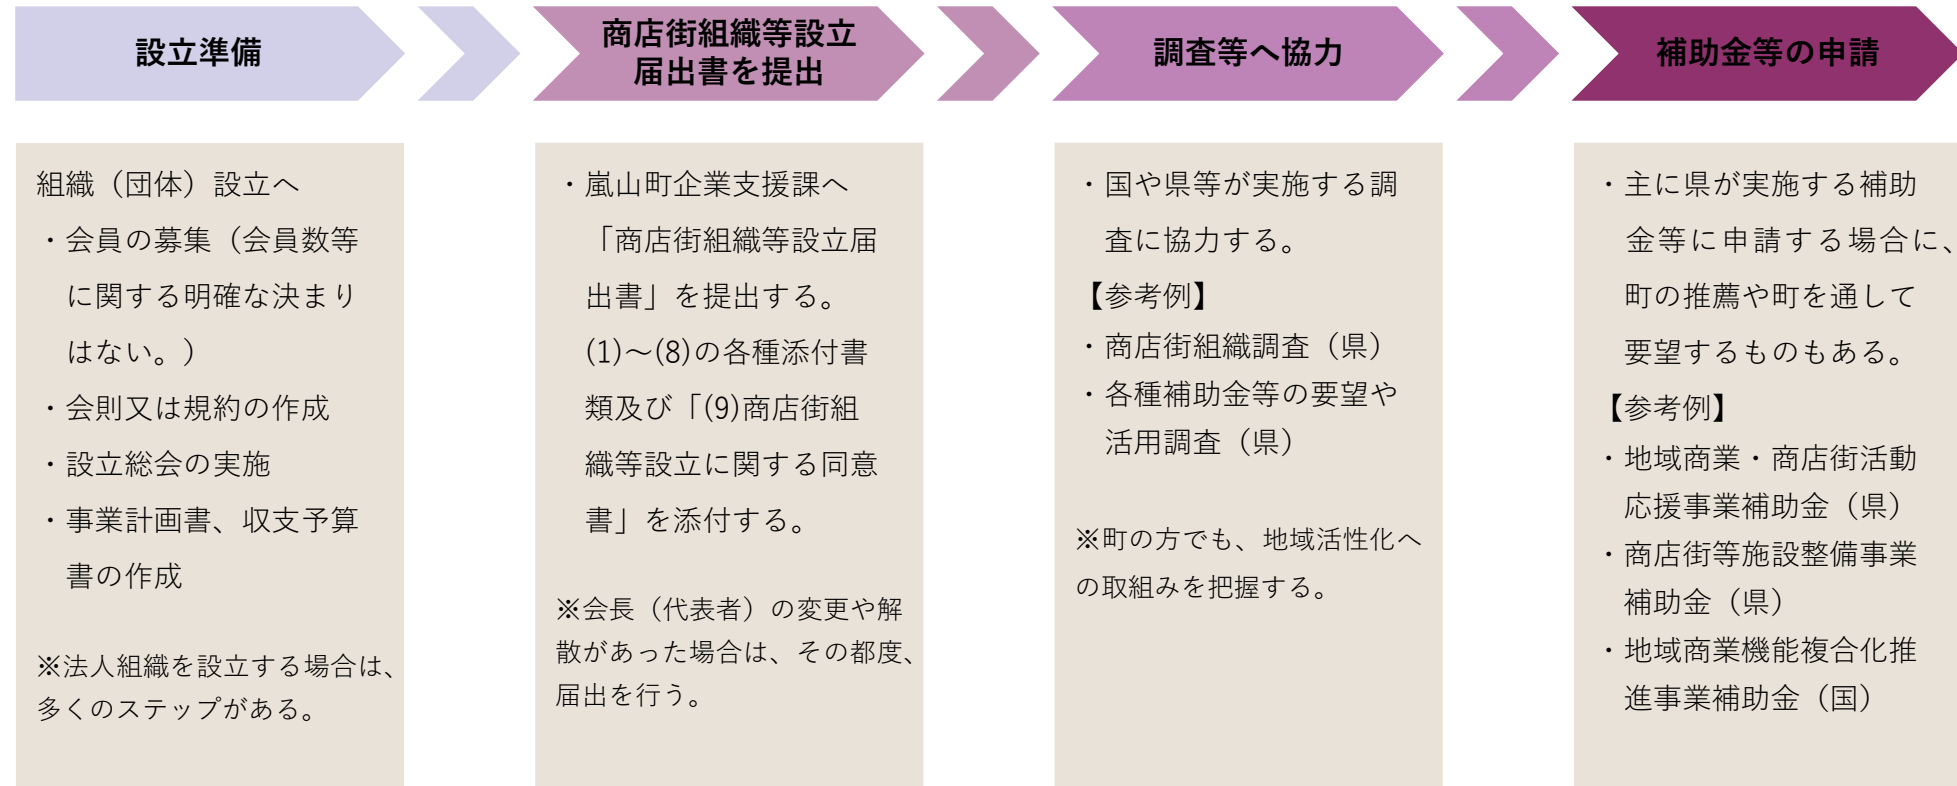 設立準備
組織（団体）設立へ
・会員の募集（会員数等
に関する明確な決まり
はない。）
・会則又は規約の作成
・設立総会の実施
・事業計画書、収支予算
書の作成
※法人組織を設立する場合は、
多くのステップがある。
商店街組織等設立
届出書を提出
・嵐山町企業支援課へ
「商店街組織等設立届
出書」を提出する。
(1)～(8)の各種添付書
類及び「(9)商店街組
織等設立に関する同意
書」を添付する。
※会長（代表者）の変更や解
散があった場合は、その都度、
届出を行う。
調査等へ協力
・国や県等が実施する調
査に協力する。
【参考例】
・商店街組織調査（県）
・各種補助金等の要望や
活用調査（県）
※町の方でも、地域活性化へ
の取組みを把握する。
補助金等の申請
・主に県が実施する補助
金等に申請する場合に、
町の推薦や町を通して
要望するものもある。
【参考例】
・地域商業・商店街活動
応援事業補助金（県）
・商店街等施設整備事業
補助金（県）
・地域商業機能複合化推
進事業補助金（国）